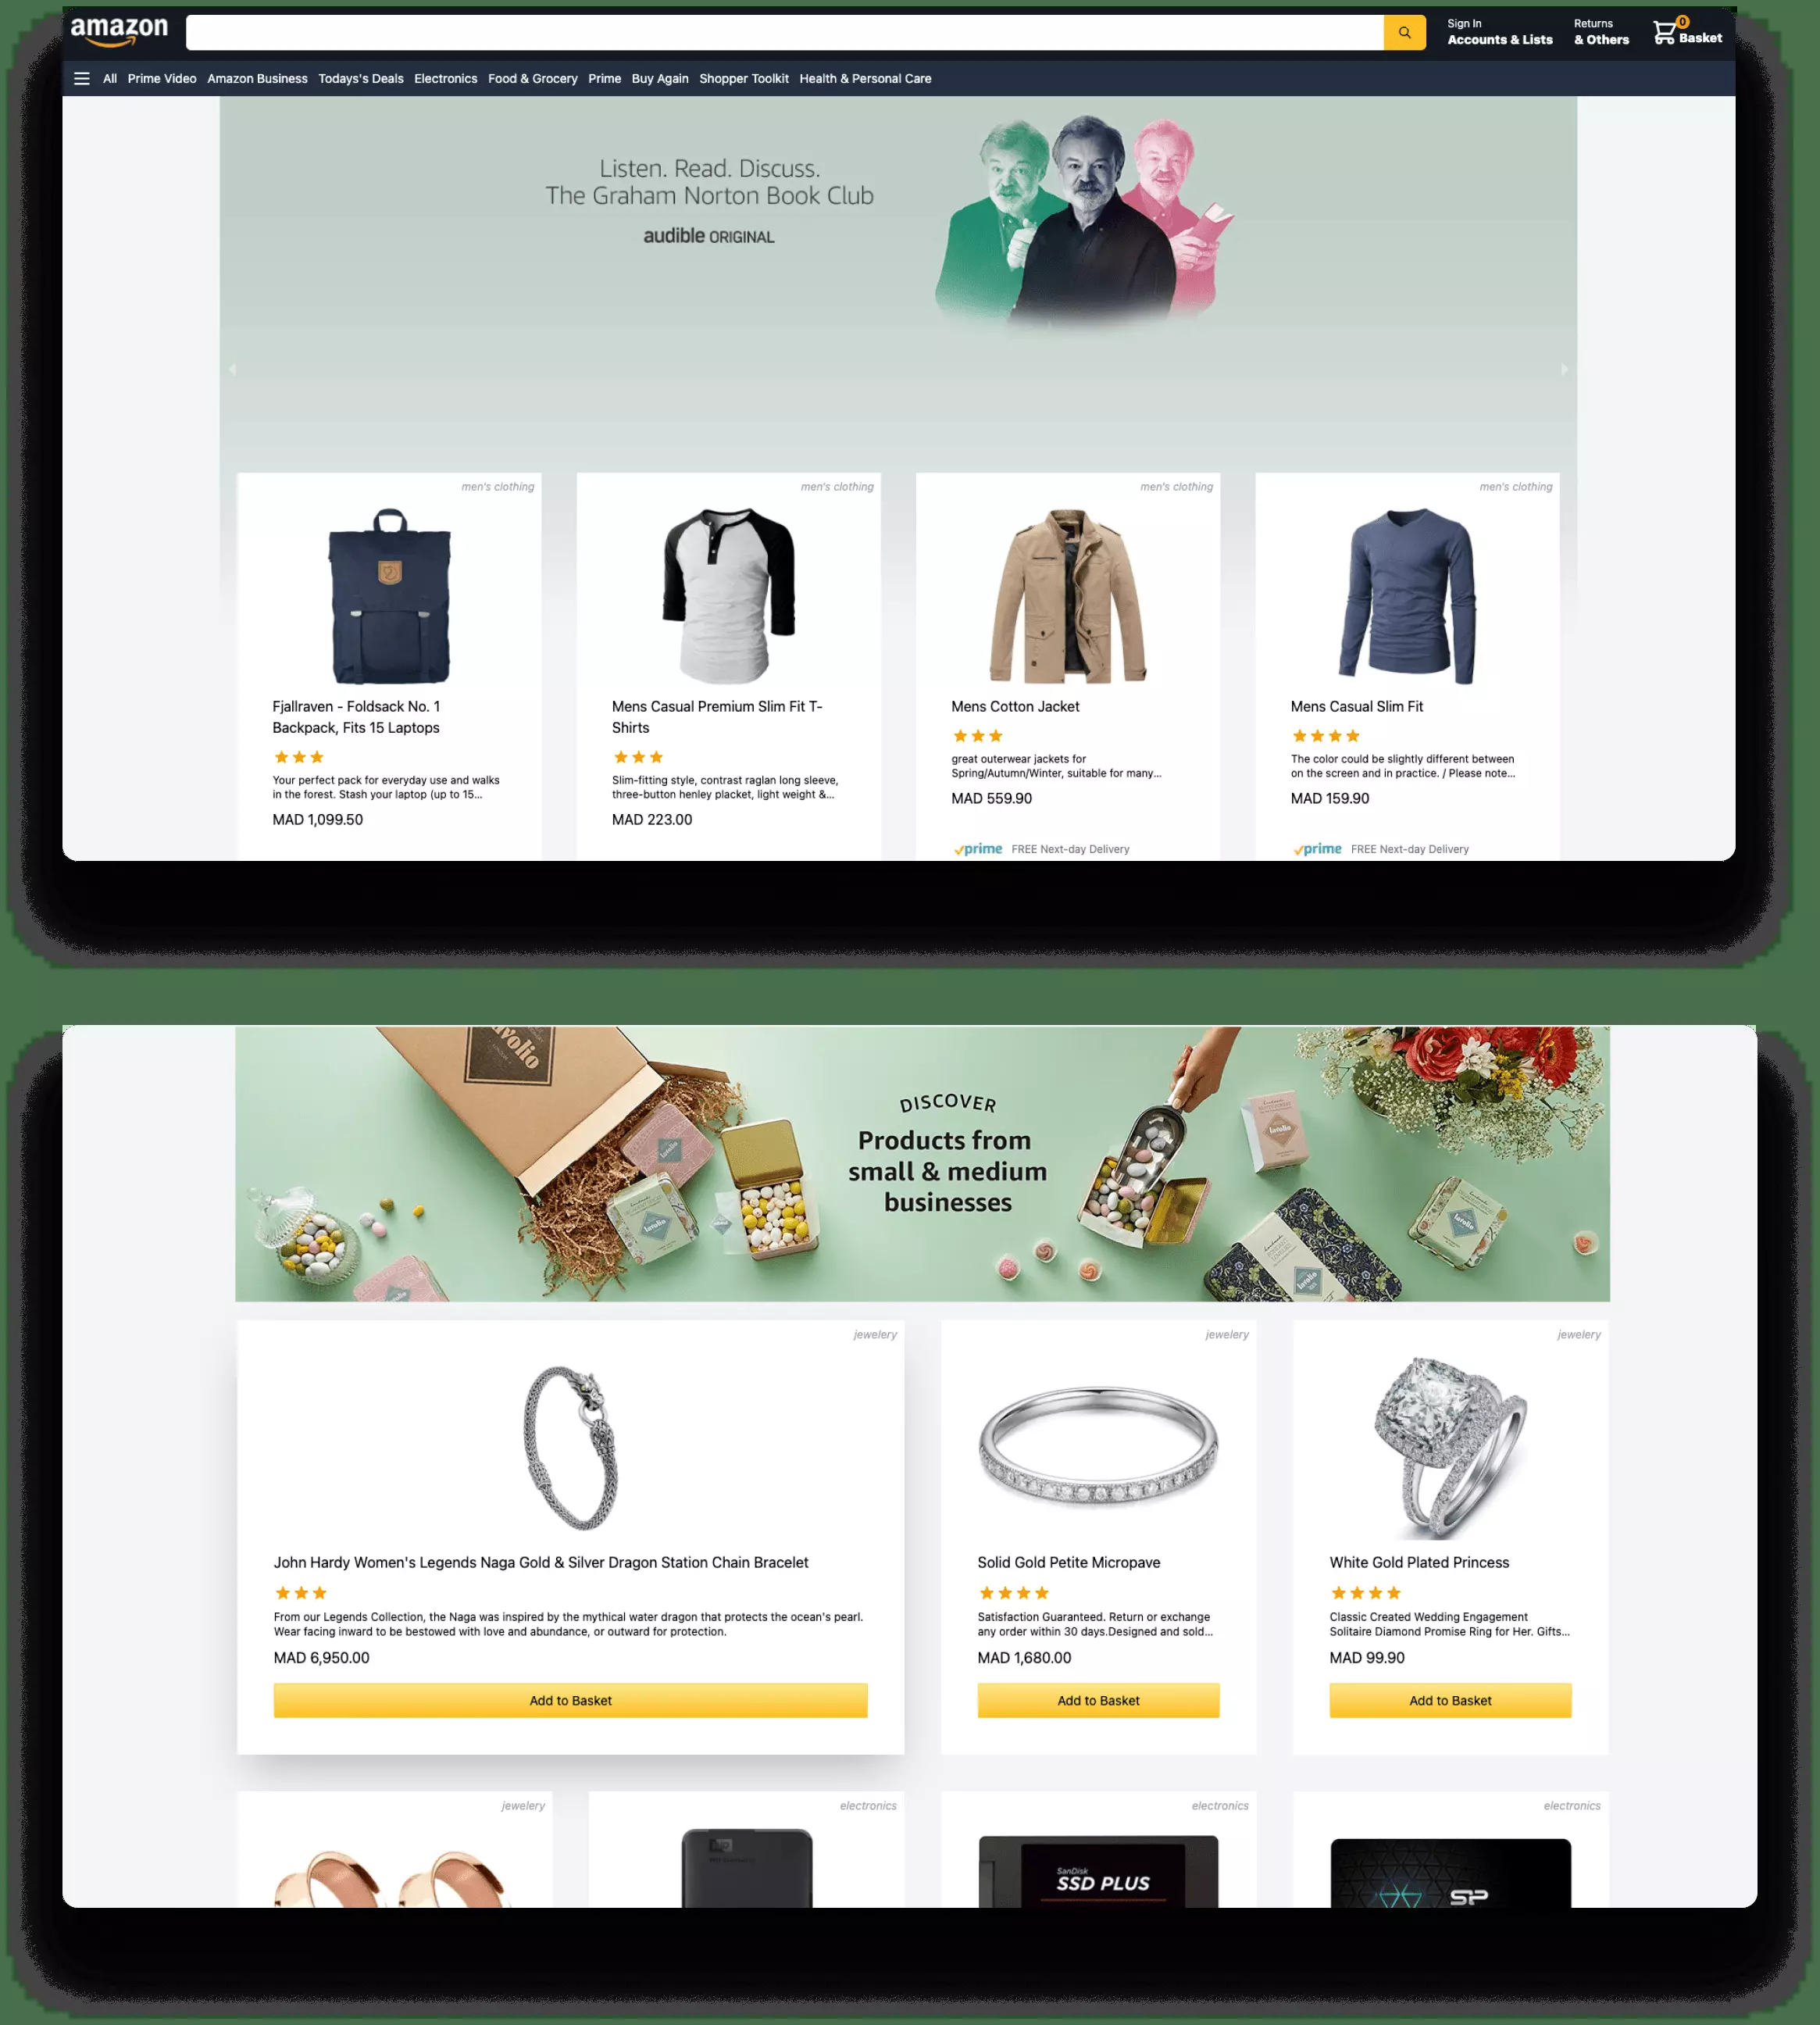 amazon
Sign In
Accounts & Lists
Returns
& Others
0
Basket
All Prime Video Amazon Business Todays's Deals Electronics Food & Grocery Prime Buy Again Shopper Toolkit Health & Personal Care
Listen. Read. Discuss.
The Graham Norton Book Club
audible ORIGINAL
men's clothing
Fjallraven - Foldsack No. 1
Backpack, Fits 15 Laptops
Your perfect pack for everyday use and walks
in the forest. Stash your laptop (up to 15...
MAD 1,099.50
men's clothing
Mens Casual Premium Slim Fit T-
Shirts
Slim-fitting style, contrast raglan long sleeve,
three-button henley placket, light weight &...
MAD 223.00
men's clothing
Mens Cotton Jacket
great outerwear jackets for
Spring/Autumn/Winter, suitable for many...
MAD 559.90
prime FREE Next-day Delivery
men's clothing
Mens Casual Slim Fit
The color could be slightly different between
on the screen and in practice. / Please note...
MAD 159.90
prime FREE Next-day Delivery
DISCOVER
Products from
small & medium
businesses
lavolio
jewelery
John Hardy Women's Legends Naga Gold & Silver Dragon Station Chain Bracelet
From our Legends Collection, the Naga was inspired by the mythical water dragon that protects the ocean's pearl.
Wear facing inward to be bestowed with love and abundance, or outward for protection.
MAD 6,950.00
Add to Basket
jewelery
Solid Gold Petite Micropave
Satisfaction Guaranteed. Return or exchange
any order within 30 days.Designed and sold...
MAD 1,680.00
Add to Basket
jewelery
White Gold Plated Princess
Classic Created Wedding Engagement
Solitaire Diamond Promise Ring for Her. Gifts...
MAD 99.90
Add to Basket
jewelery
electronics
electronics
SanDisk
SSD PLUS
electronics
SP